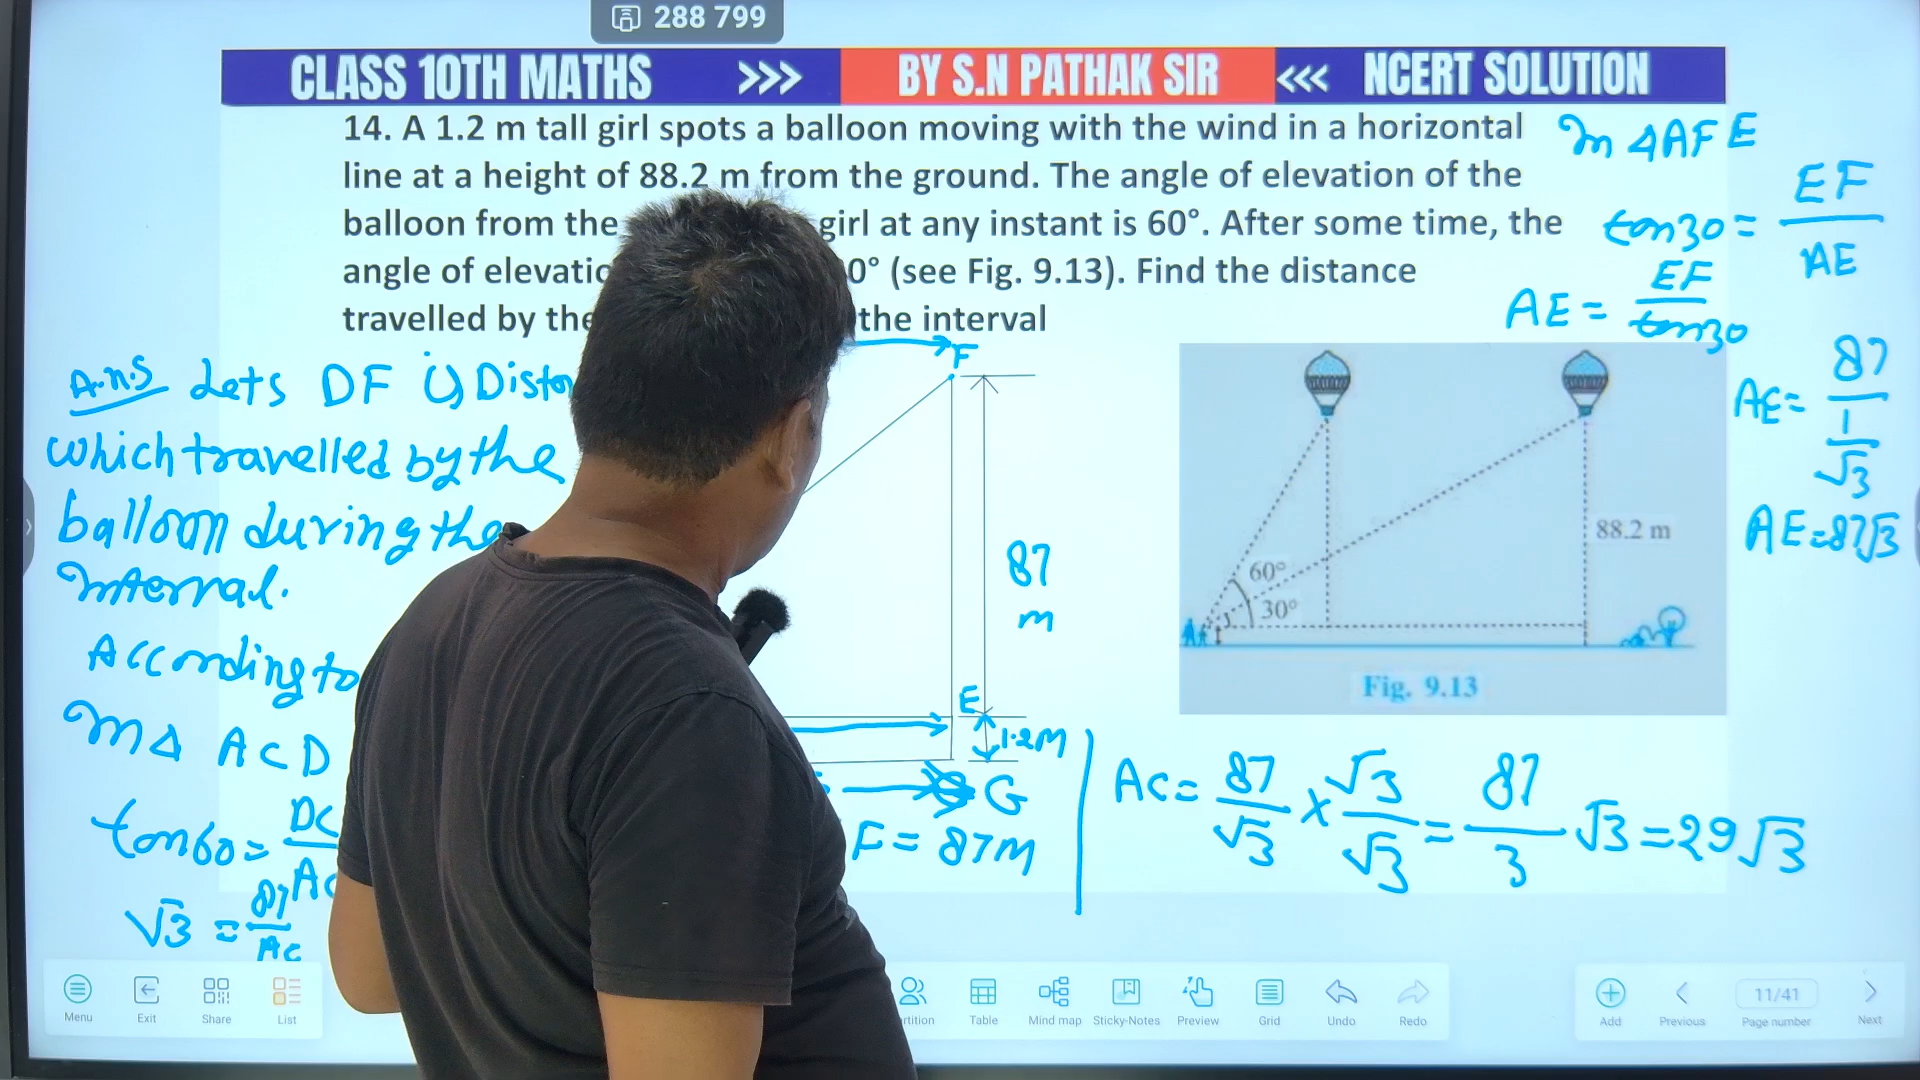 288 799
CLASS 10TH MATHS >>> BY S.N PATHAK SIR <<< NCERT SOLUTION
14. A 1.2 m tall girl spots a balloon moving with the wind in a horizontal
line at a height of 88.2 m from the ground. The angle of elevation of the
balloon from the girl at any instant is 60°. After some time, the
angle of 0° (see Fig. 9.13). Find the distance
travelled by the interval
Ans Lets DF is
which travelled by the
balloon during the
interval.
According to
In Δ ACD
tan60 = DC
√3 = 87/AC
F
87
m
E
1.2M
G
F = 87M
60°
30°
88.2 m
Fig. 9.13
In ΔAFE
tan30 = EF/AE
AE = EF/tan30
AE = 87/(1/√3)
AE = 87√3
AC = 87/√3 × √3/√3 = 87/3 √3 = 29√3
Menu
Exit
Share
List
Table
Mind map
Sticky-Notes
Preview
Grid
Undo
Redo
Add
Previous
11/41
Page number
Next